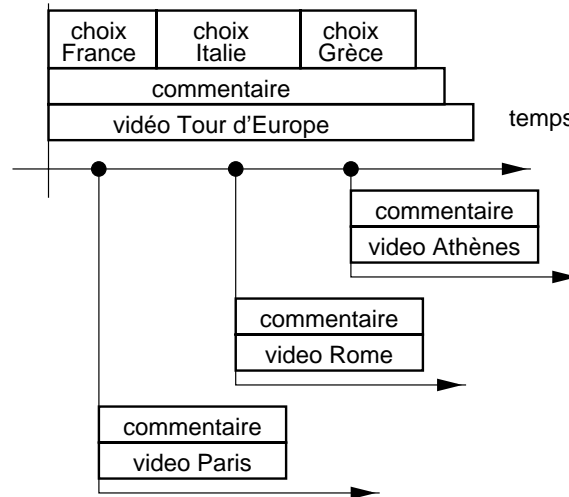 choix
France
choix
Italie
choix
Grèce
commentaire
vidéo Tour d'Europe
temps
commentaire
video Athènes
commentaire
video Rome
commentaire
video Paris